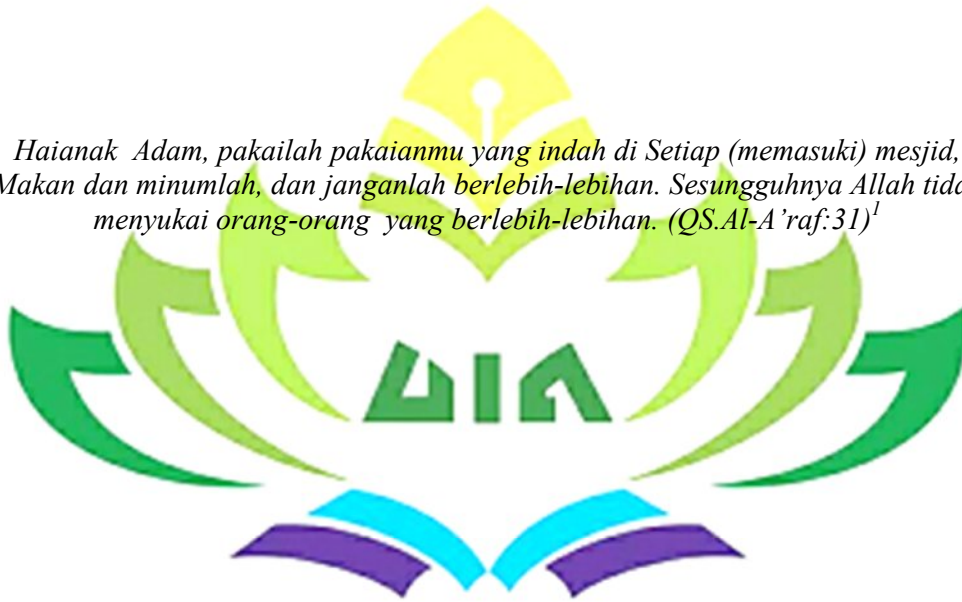 Haianak Adam, pakailah pakaianmu yang indah di Setiap (memasuki) mesjid,
Makan dan minumlah, dan janganlah berlebih-lebihan. Sesungguhnya Allah tida
menyukai orang-orang yang berlebih-lebihan. (QS.Al-A’raf:31)1
UIN